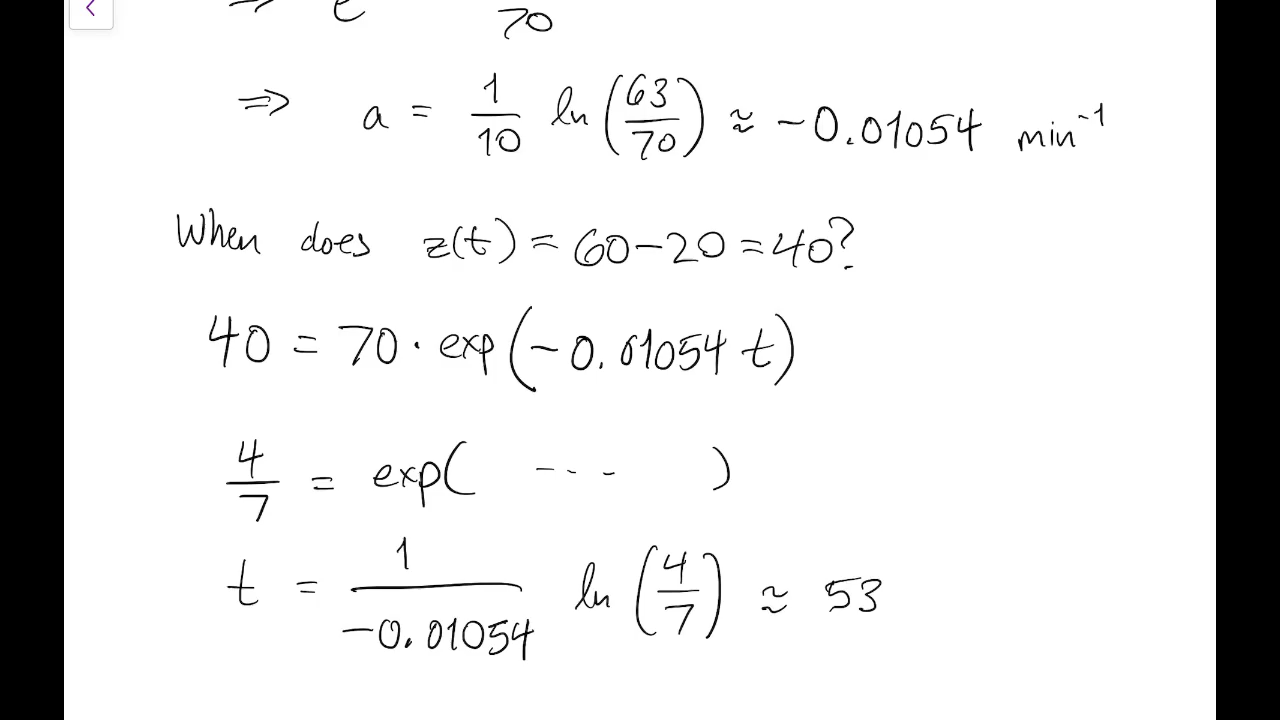 ⇒ e 70
⇒ a = 1/10 ln(63/70) ≈ -0.01054 min⁻¹
When does z(t) = 60-20 = 40?
40 = 70 · exp(-0.01054 t)
4/7 = exp( --- )
t = 1/-0.01054 ln(4/7) ≈ 53